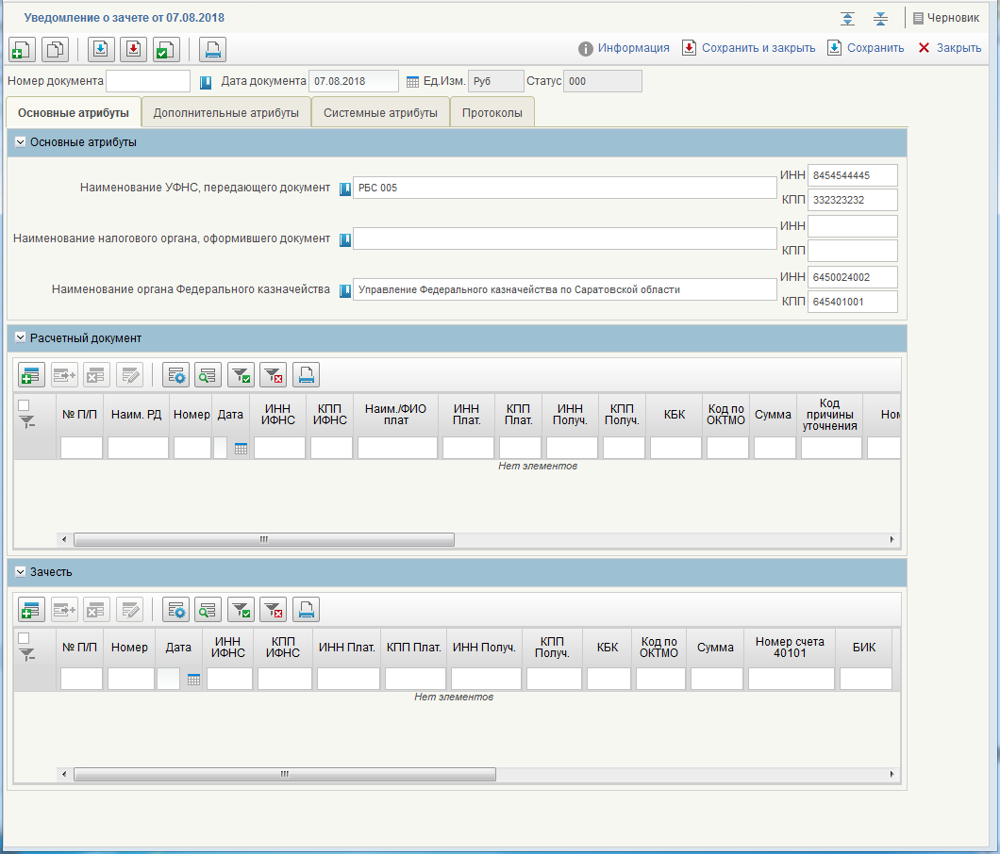 Уведомление о зачете от 07.08.2018
Черновик
Информация Сохранить и закрыть Сохранить Закрыть
Номер документа Дата документа 07.08.2018 Ед.Изм. Руб Статус 000
Основные атрибуты Дополнительные атрибуты Системные атрибуты Протоколы
Основные атрибуты
Наименование УФНС, передающего документ РБС 005 ИНН 8454544445
КПП 332323232
Наименование налогового органа, оформившего документ ИНН
КПП
Наименование органа Федерального казначейства Управление Федерального казначейства по Саратовской области ИНН 6450024002
КПП 645401001
Расчетный документ
№ П/П Наим. РД Номер Дата ИНН ИФНС КПП ИФНС Наим./ФИО плат ИНН Плат. КПП Плат. ИНН Получ. КПП Получ. КБК Код по ОКТМО Сумма Код причины уточнения Ном
Нет элементов
Зачесть
№ П/П Номер Дата ИНН ИФНС КПП ИФНС ИНН Плат. КПП Плат. ИНН Получ. КПП Получ. КБК Код по ОКТМО Сумма Номер счета 40101 БИК
Нет элементов